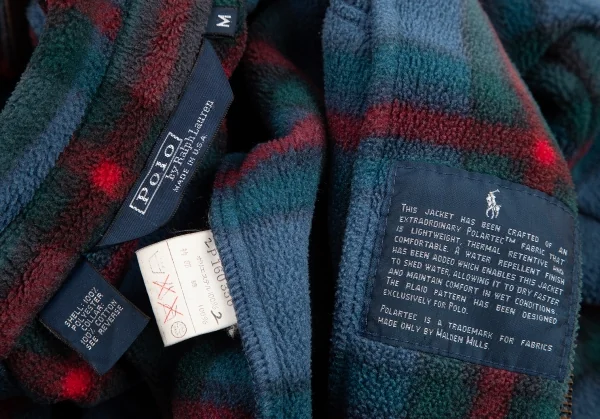 M
Polo
by Ralph Lauren
MADE IN U.S.A.
SHELL: 100%
POLYESTER
COLLAR:
100% COTTON
SEE REVERSE
2
THIS JACKET HAS BEEN CRAFTED OF AN
EXTRAORDINARY POLARTEC™ FABRIC THAT
IS LIGHTWEIGHT, THERMAL RETENTIVE AND
COMFORTABLE. A WATER REPELLENT FINISH
HAS BEEN ADDED WHICH ENABLES THIS JACKET
TO SHED WATER, ALLOWING IT TO DRY FASTER
AND MAINTAIN COMFORT IN WET CONDITIONS.
THE PLAID PATTERN HAS BEEN DESIGNED
EXCLUSIVELY FOR POLO.
POLARTEC IS A TRADEMARK FOR FABRICS
MADE ONLY BY MALDEN MILLS.